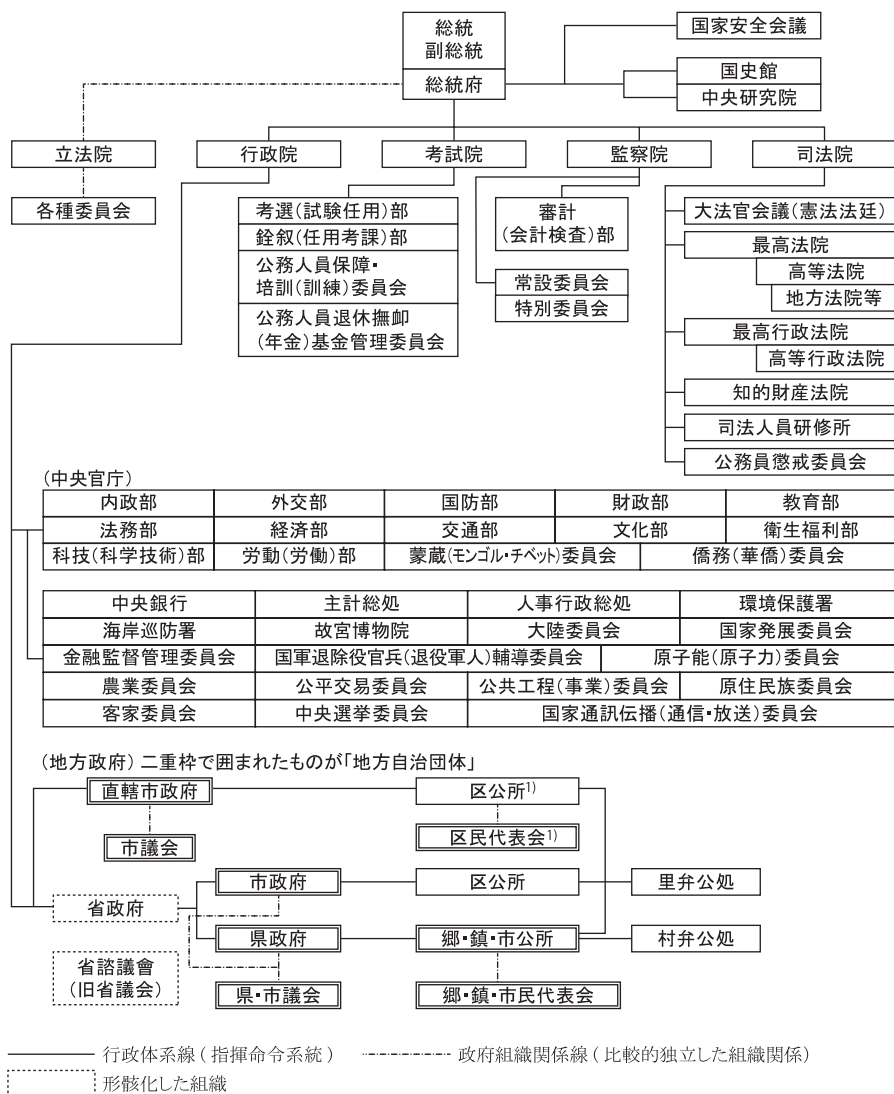 総統
副総統
総統府
国家安全会議
国史館
中央研究院
立法院
行政院
考試院
監察院
司法院
各種委員会
考選(試験任用)部
銓叙(任用考課)部
公務人員保障・
培訓(訓練)委員会
公務人員退休撫卹
(年金)基金管理委員会
審計
(会計検査)部
常設委員会
特別委員会
大法官会議(憲法法廷)
最高法院
高等法院
地方法院等
最高行政法院
高等行政法院
知的財産法院
司法人員研修所
公務員懲戒委員会
(中央官庁)
内政部 外交部 国防部 財政部 教育部
法務部 経済部 交通部 文化部 衛生福利部
科技(科学技術)部 労動(労働)部 蒙蔵(モンゴル・チベット)委員会 僑務(華僑)委員会
中央銀行 主計総処 人事行政総処 環境保護署
海岸巡防署 故宮博物院 大陸委員会 国家発展委員会
金融監督管理委員会 国軍退除役官兵(退役軍人)輔導委員会 原子能(原子力)委員会
農業委員会 公平交易委員会 公共工程(事業)委員会 原住民族委員会
客家委員会 中央選挙委員会 国家通訊伝播(通信・放送)委員会
(地方政府) 二重枠で囲まれたものが「地方自治団体」
直轄市政府 区公所1)
市議会 区民代表会1)
市政府 区公所 里弁公処
省政府
県政府 郷・鎮・市公所 村弁公処
省諮議會
(旧省議会)
県・市議会 郷・鎮・市民代表会
行政体系線(指揮命令系統) 政府組織関係線(比較的独立した組織関係)
形骸化した組織